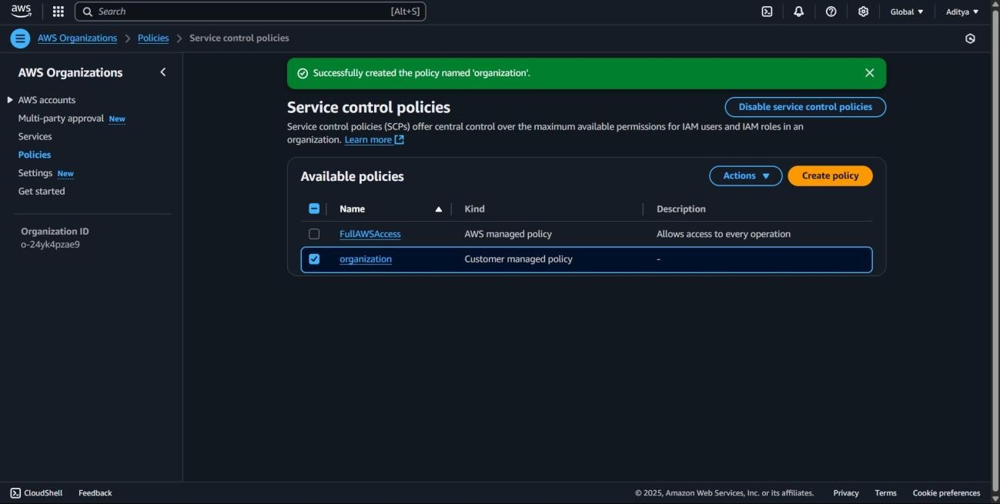 aws
Search [Alt+S]
Global ▼ Aditya ▼
AWS Organizations > Policies > Service control policies
AWS Organizations
AWS accounts
Multi-party approval New
Services
Policies
Settings New
Get started
Organization ID
o-24yk4pzae9
Successfully created the policy named 'organization'.
Service control policies
Disable service control policies
Service control policies (SCPs) offer central control over the maximum available permissions for IAM users and IAM roles in an
organization. Learn more
Available policies
Actions ▼ Create policy
Name ▲ Kind Description
FullAWSAccess AWS managed policy Allows access to every operation
organization Customer managed policy -
CloudShell Feedback © 2025, Amazon Web Services, Inc. or its affiliates. Privacy Terms Cookie preferences